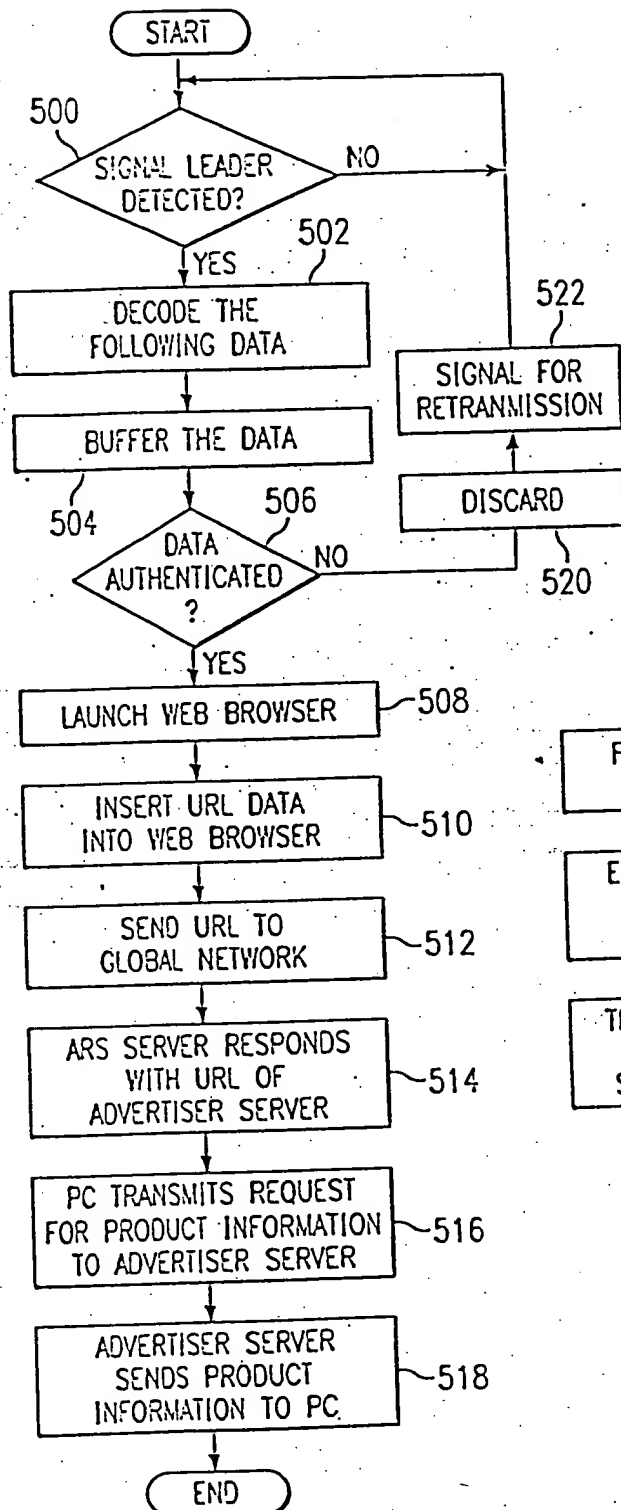 START
500
SIGNAL LEADER
DETECTED?
NO
YES
502
DECODE THE
FOLLOWING DATA
522
SIGNAL FOR
RETRANMISSION
BUFFER THE DATA
504
DISCARD
520
506
DATA
AUTHENTICATED
?
NO
YES
LAUNCH WEB BROWSER
508
INSERT URL DATA
INTO WEB BROWSER
510
SEND URL TO
GLOBAL NETWORK
512
ARS SERVER RESPONDS
WITH URL OF
ADVERTISER SERVER
514
PC TRANSMITS REQUEST
FOR PRODUCT INFORMATION
TO ADVERTISER SERVER
516
ADVERTISER SERVER
SENDS PRODUCT
INFORMATION TO PC
518
END
F
E
S